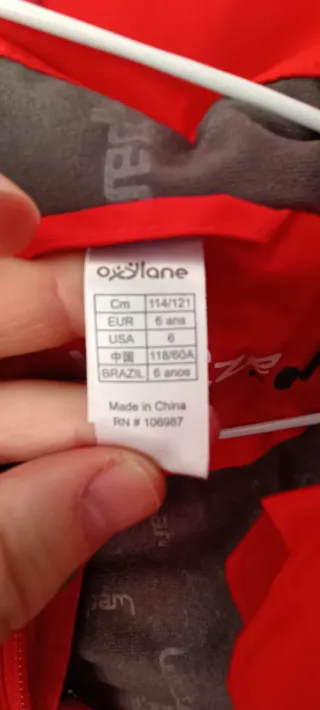 oxylane
Cm 114/121
EUR 6 ans
USA 6
中国 118/60A
BRAZIL 6 anos
Made in China
RN # 106987